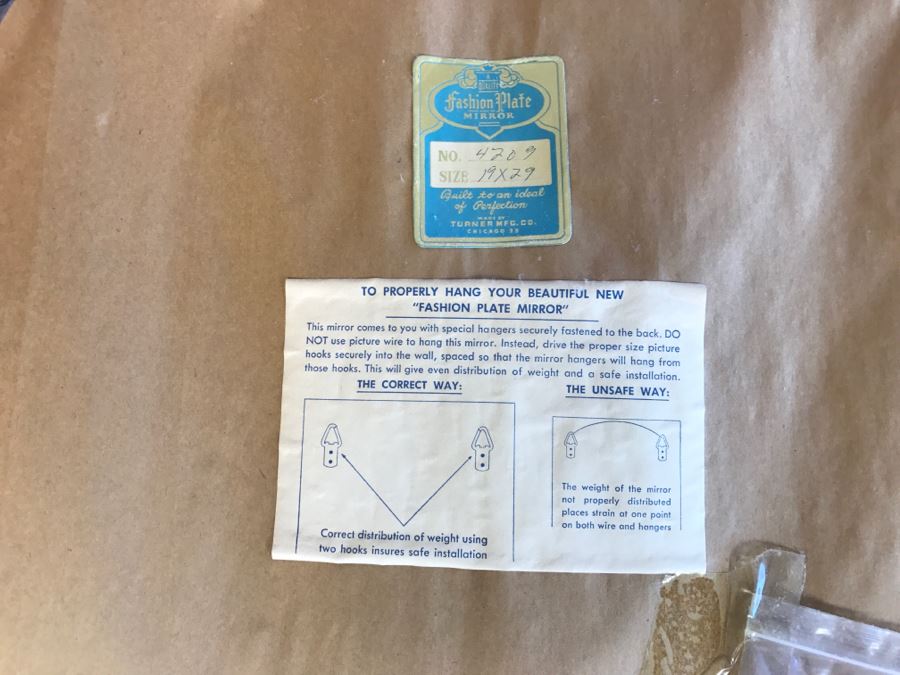 A
QUALITY
Fashion Plate
MIRROR
NO. 4209
SIZE 19X29
Built to an ideal
of Perfection
MADE BY
TURNER MFG. CO.
CHICAGO 35
TO PROPERLY HANG YOUR BEAUTIFUL NEW
"FASHION PLATE MIRROR"
This mirror comes to you with special hangers securely fastened to the back. DO
NOT use picture wire to hang this mirror. Instead, drive the proper size picture
hooks securely into the wall, spaced so that the mirror hangers will hang from
those hooks. This will give even distribution of weight and a safe installation.
THE CORRECT WAY:
Correct distribution of weight using
two hooks insures safe installation
THE UNSAFE WAY:
The weight of the mirror
not properly distributed
places strain at one point
on both wire and hangers